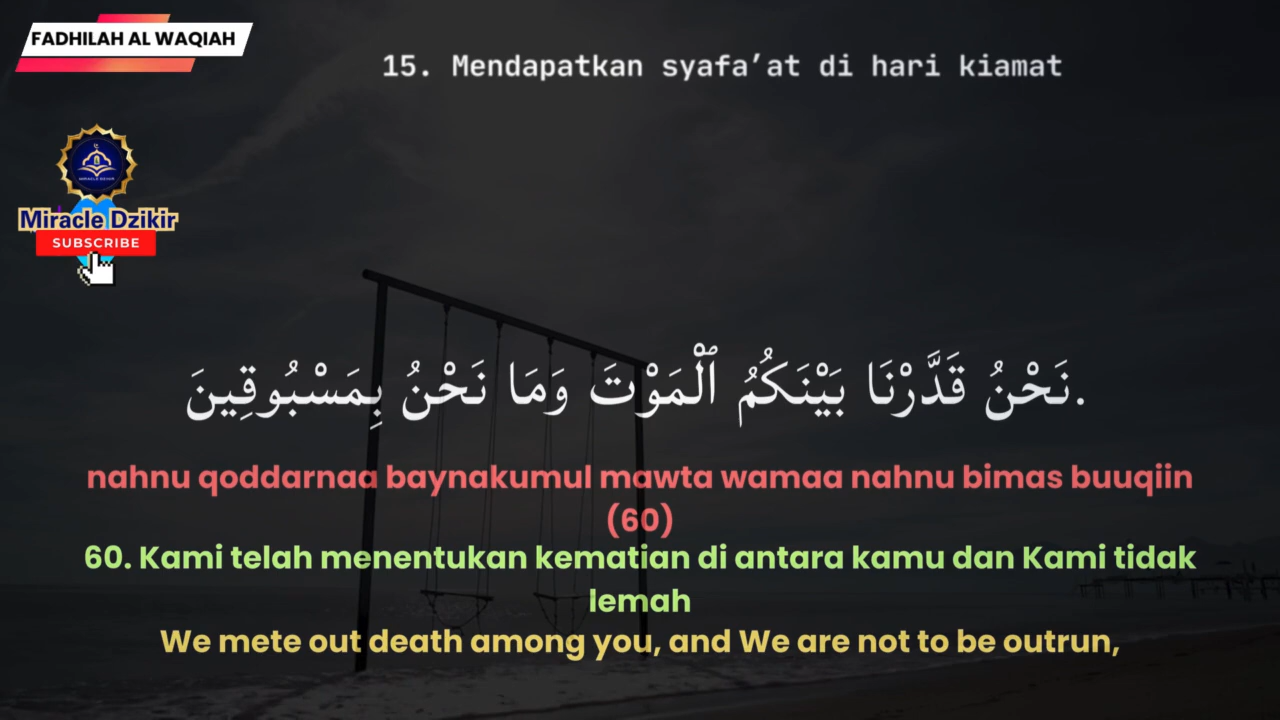 FADHILAH AL WAQIAH
15. Mendapatkan syafa’at di hari kiamat
MIRACLE DZIKIR
Miracle Dzikir
SUBSCRIBE
نَحْنُ قَدَّرْنَا بَيْنَكُمُ ٱلْمَوْتَ وَمَا نَحْنُ بِمَسْبُوقِينَ.
nahnu qoddarnaa baynakumul mawta wamaa nahnu bimas buuqiin
(60)
60. Kami telah menentukan kematian di antara kamu dan Kami tidak
lemah
We mete out death among you, and We are not to be outrun,